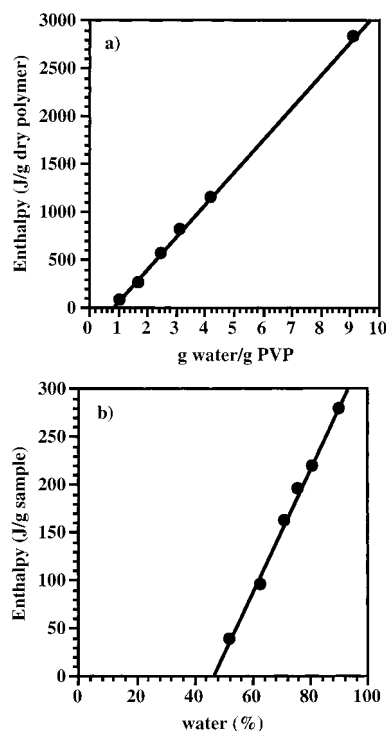 a)
Enthalpy (J/g dry polymer)
3000
2500
2000
1500
1000
500
0
0 1 2 3 4 5 6 7 8 9 10
g water/g PVP
b)
Enthalpy (J/g sample)
300
250
200
150
100
50
0
0 20 40 60 80 100
water (%)